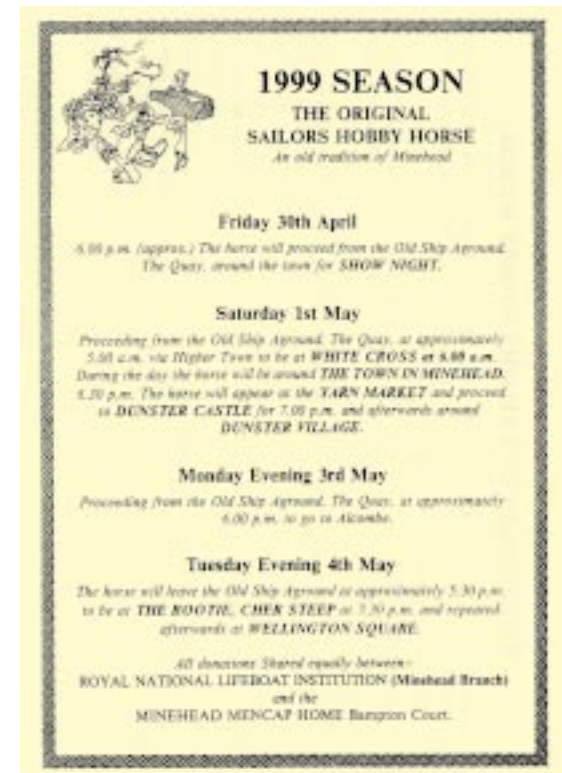 1999 SEASON
THE ORIGINAL
SAILORS HOBBY HORSE
An old tradition of Minehead
Friday 30th April
6.00 p.m. (approx.) The horse will proceed from the Old Ship Aground,
The Quay, around the town for SHOW NIGHT.
Saturday 1st May
Proceeding from the Old Ship Aground, The Quay, at approximately
5.00 a.m. via Higher Town to be at WHITE CROSS at 6.00 a.m.
During the day the horse will be around THE TOWN IN MINEHEAD.
6.30 p.m. The horse will appear at the YARN MARKET and proceed
to DUNSTER CASTLE for 7.00 p.m. and afterwards around
DUNSTER VILLAGE.
Monday Evening 3rd May
Proceeding from the Old Ship Aground, The Quay, at approximately
6.00 p.m. to go to Alcombe.
Tuesday Evening 4th May
The horse will leave the Old Ship Aground at approximately 5.30 p.m.
to be at THE BOOTIE, CHER STEEP at 7.30 p.m. and repeated
afterwards at WELLINGTON SQUARE.
All donations Shared equally between:-
ROYAL NATIONAL LIFEBOAT INSTITUTION (Minehead Branch)
and the
MINEHEAD MENCAP HOME Bampton Court.